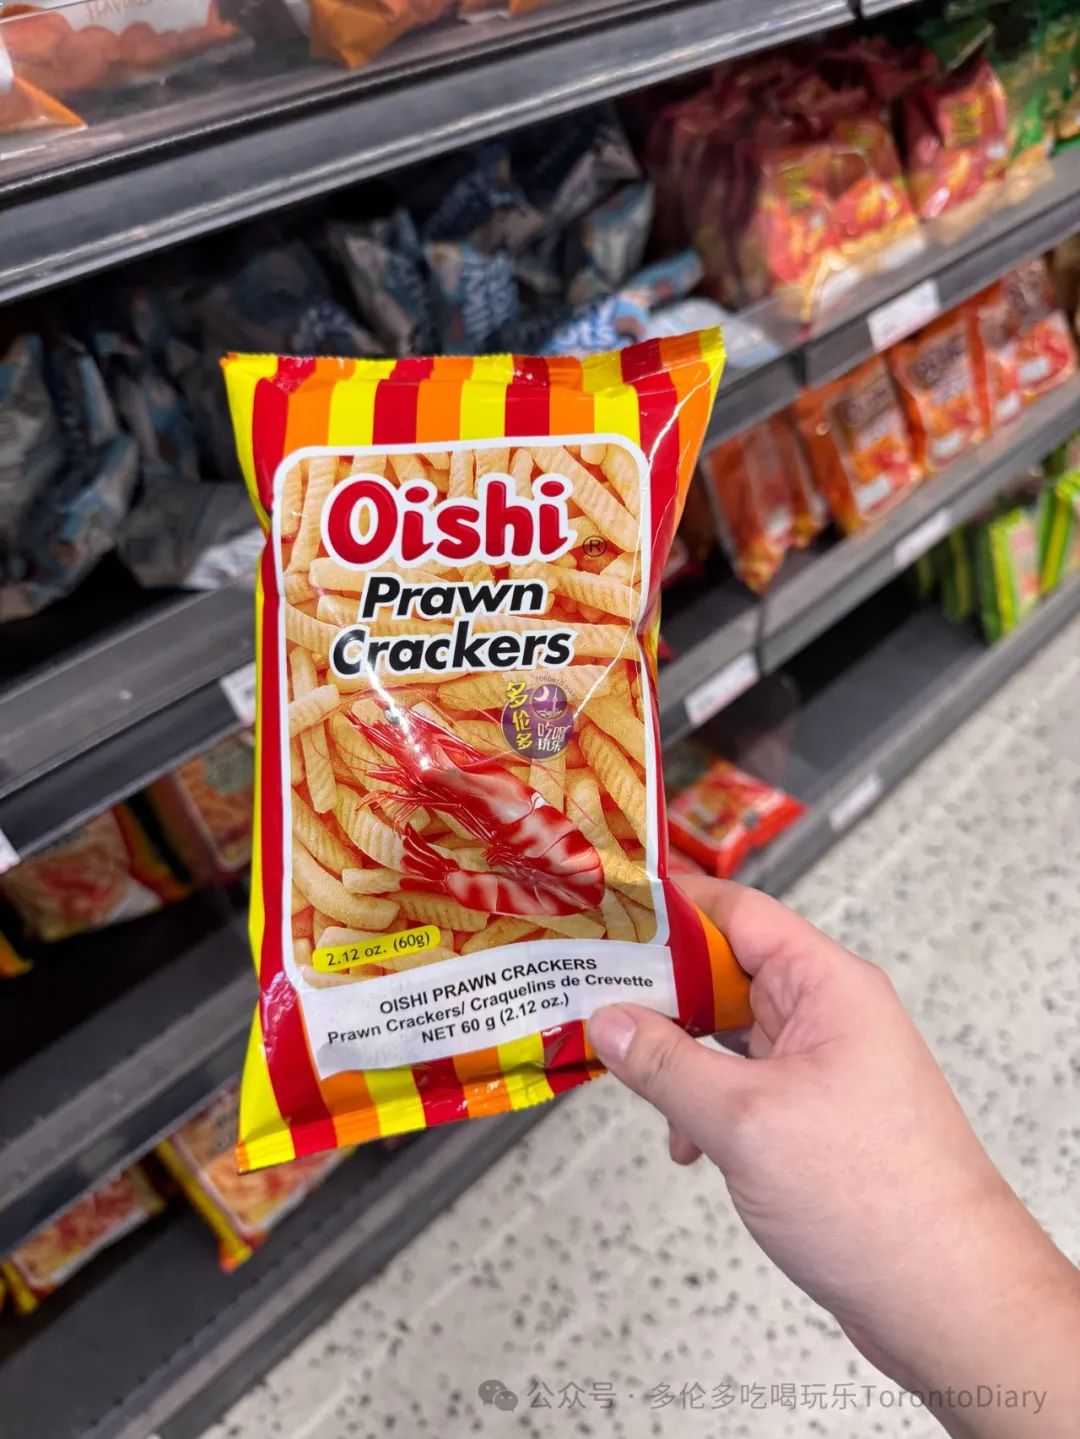 Oishi®
Prawn
Crackers
TORONTO DIARY
多伦多
吃喝
玩乐
2.12 oz. (60g)
OISHI PRAWN CRACKERS
Prawn Crackers/ Craquelins de Crevette
NET 60 g (2.12 oz.)
公众号 · 多伦多吃喝玩乐TorontoDiary